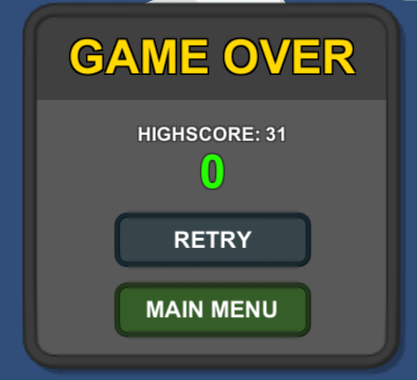 GAME OVER
HIGHSCORE: 31
0
RETRY
MAIN MENU